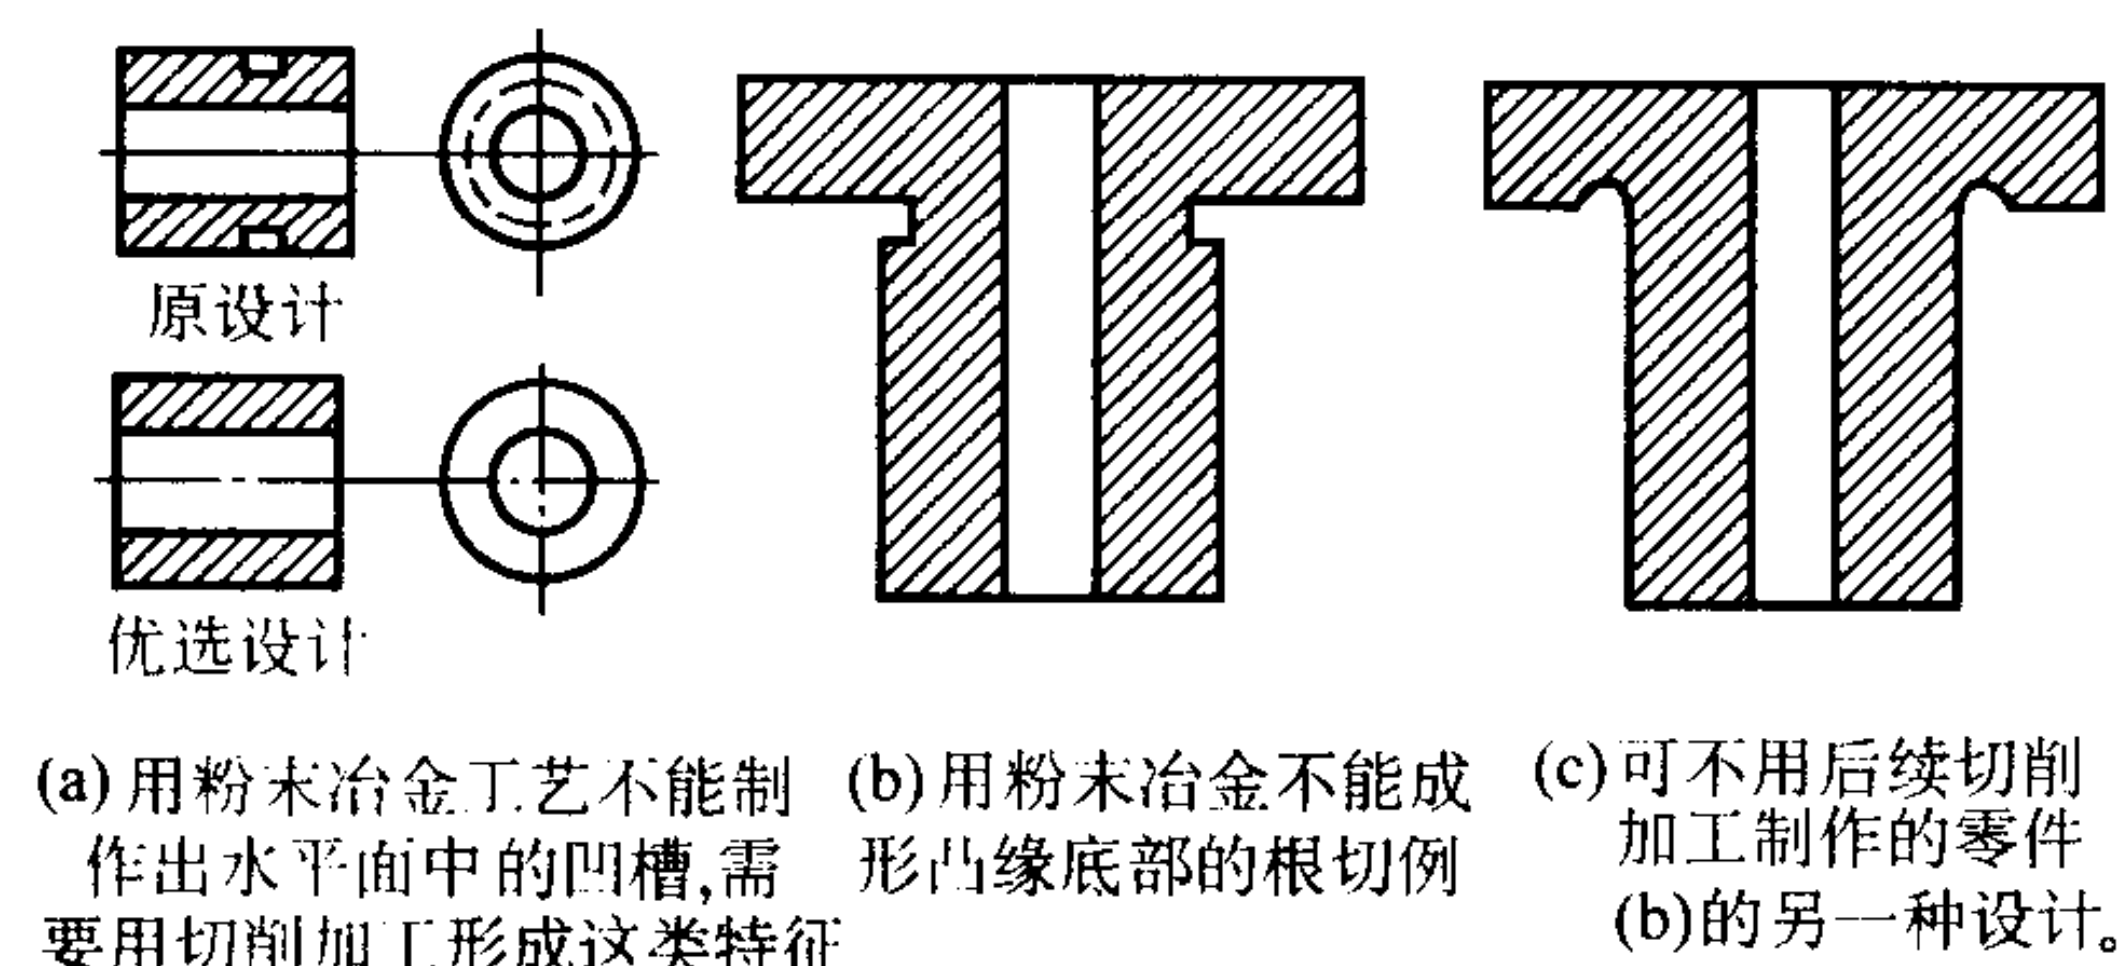 原设计
优选设计
(a) 用粉末冶金工艺不能制
作出水平面中的凹槽,需
要用切削加工形成这类特征
(b) 用粉末冶金不能成
形凸缘底部的根切例
(c) 可不用后续切削
加工制作的零件
(b)的另一种设计。